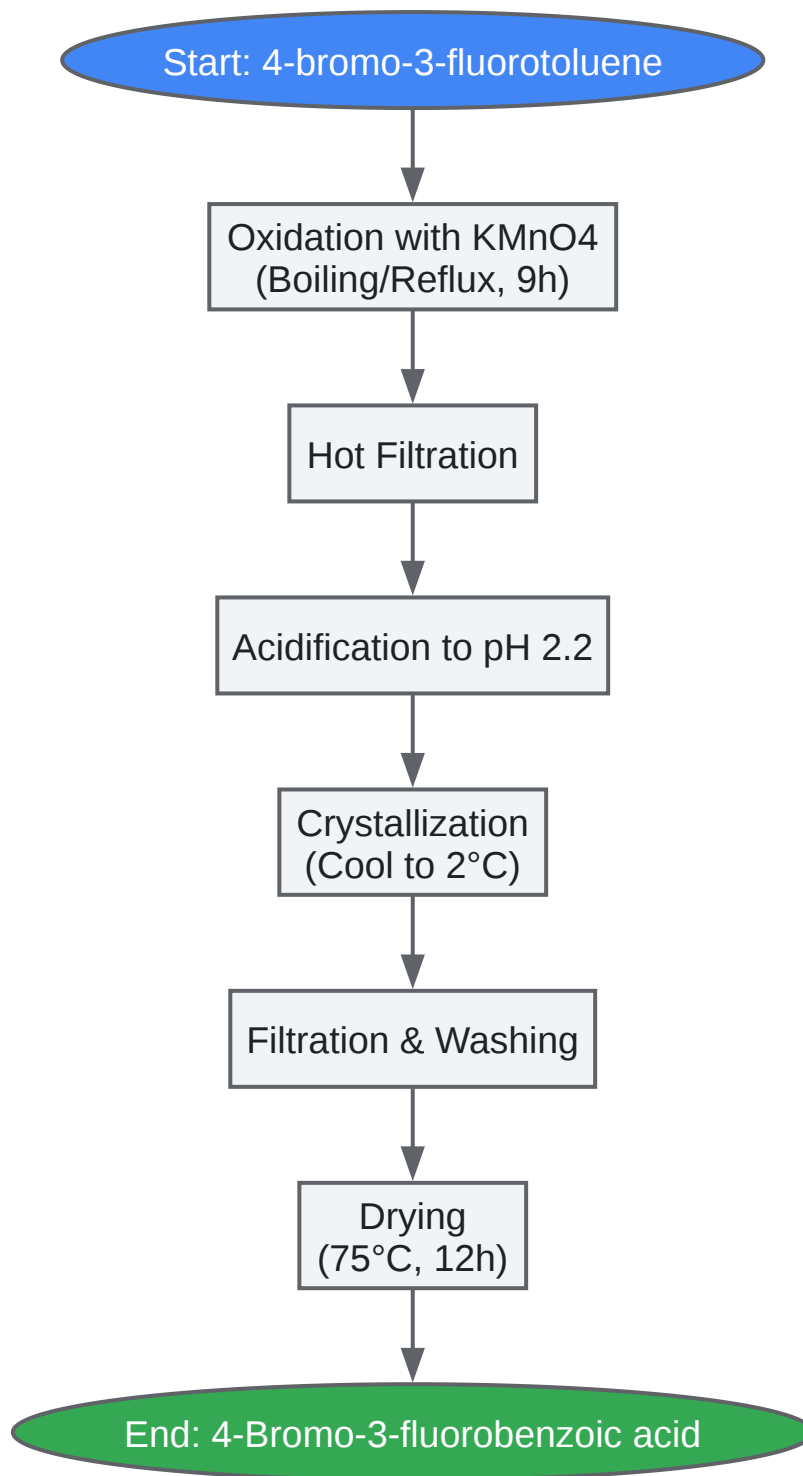 Start: 4-bromo-3-fluorotoluene
Oxidation with KMnO4
(Boiling/Reflux, 9h)
Hot Filtration
Acidification to pH 2.2
Crystallization
(Cool to 2°C)
Filtration & Washing
Drying
(75°C, 12h)
End: 4-Bromo-3-fluorobenzoic acid